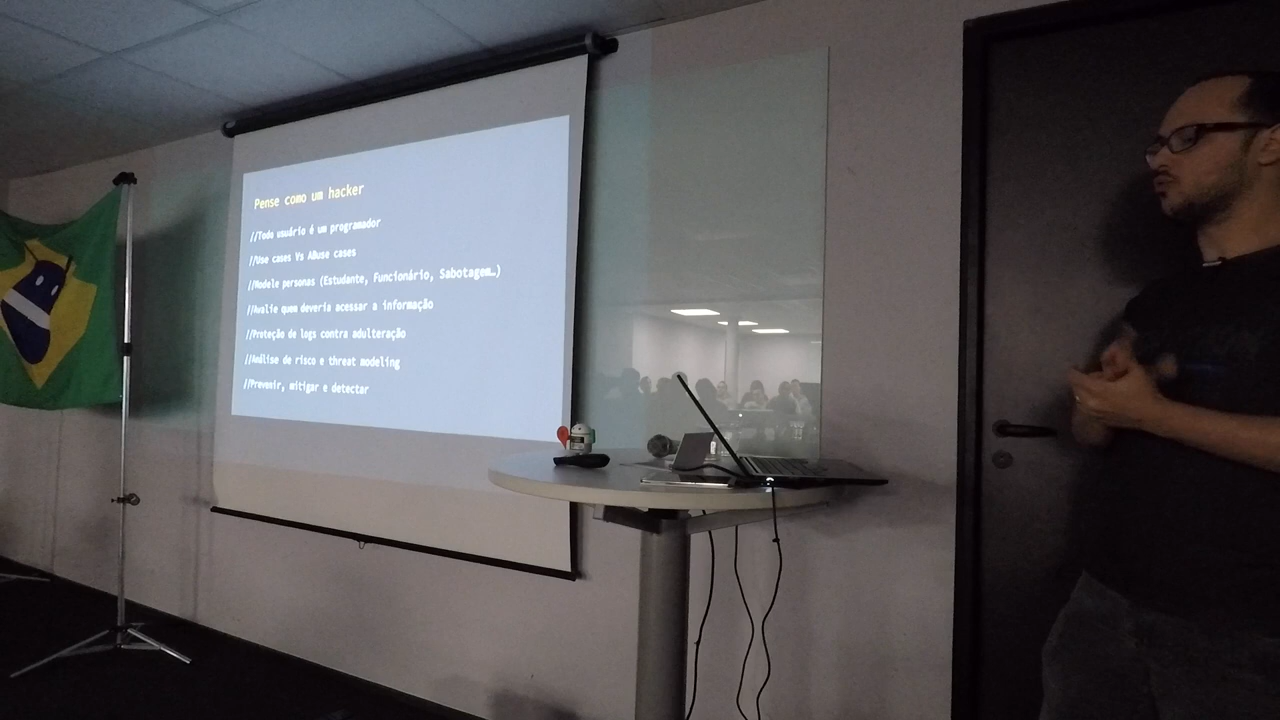 Pense como um hacker
//Todo usuário é um programador
//Use cases Vs ABuse cases
//Modele personas (Estudante, Funcionário, Sabotagem…)
//Avalie quem deveria acessar a informação
//Proteção de logs contra adulteração
//Análise de risco e threat modeling
//Prevenir, mitigar e detectar